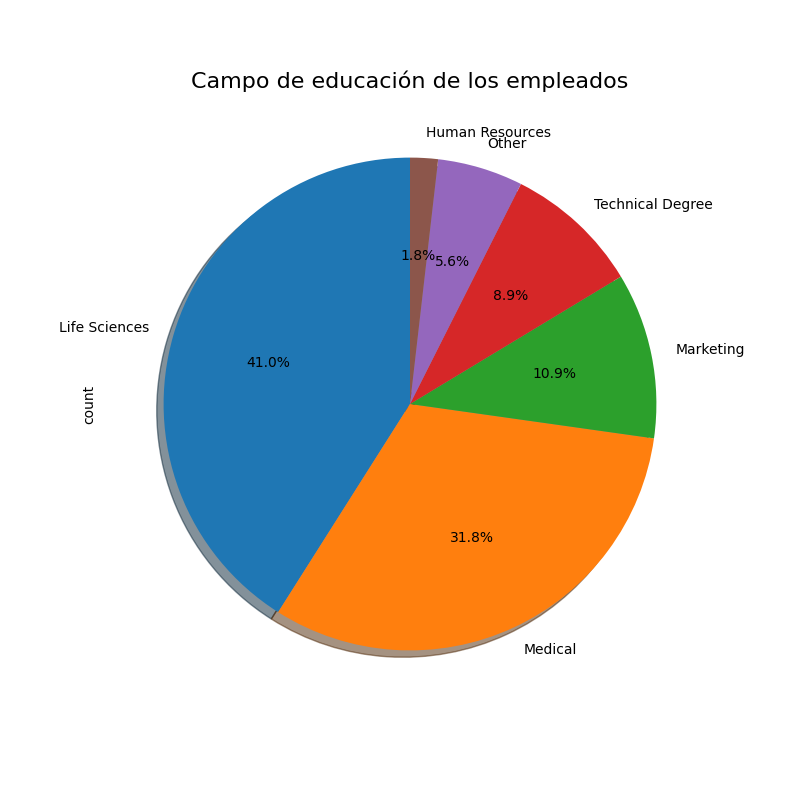 Campo de educación de los empleados
Human Resources
Other
Technical Degree
1.8%
5.6%
8.9%
Life Sciences
Marketing
41.0%
10.9%
count
31.8%
Medical